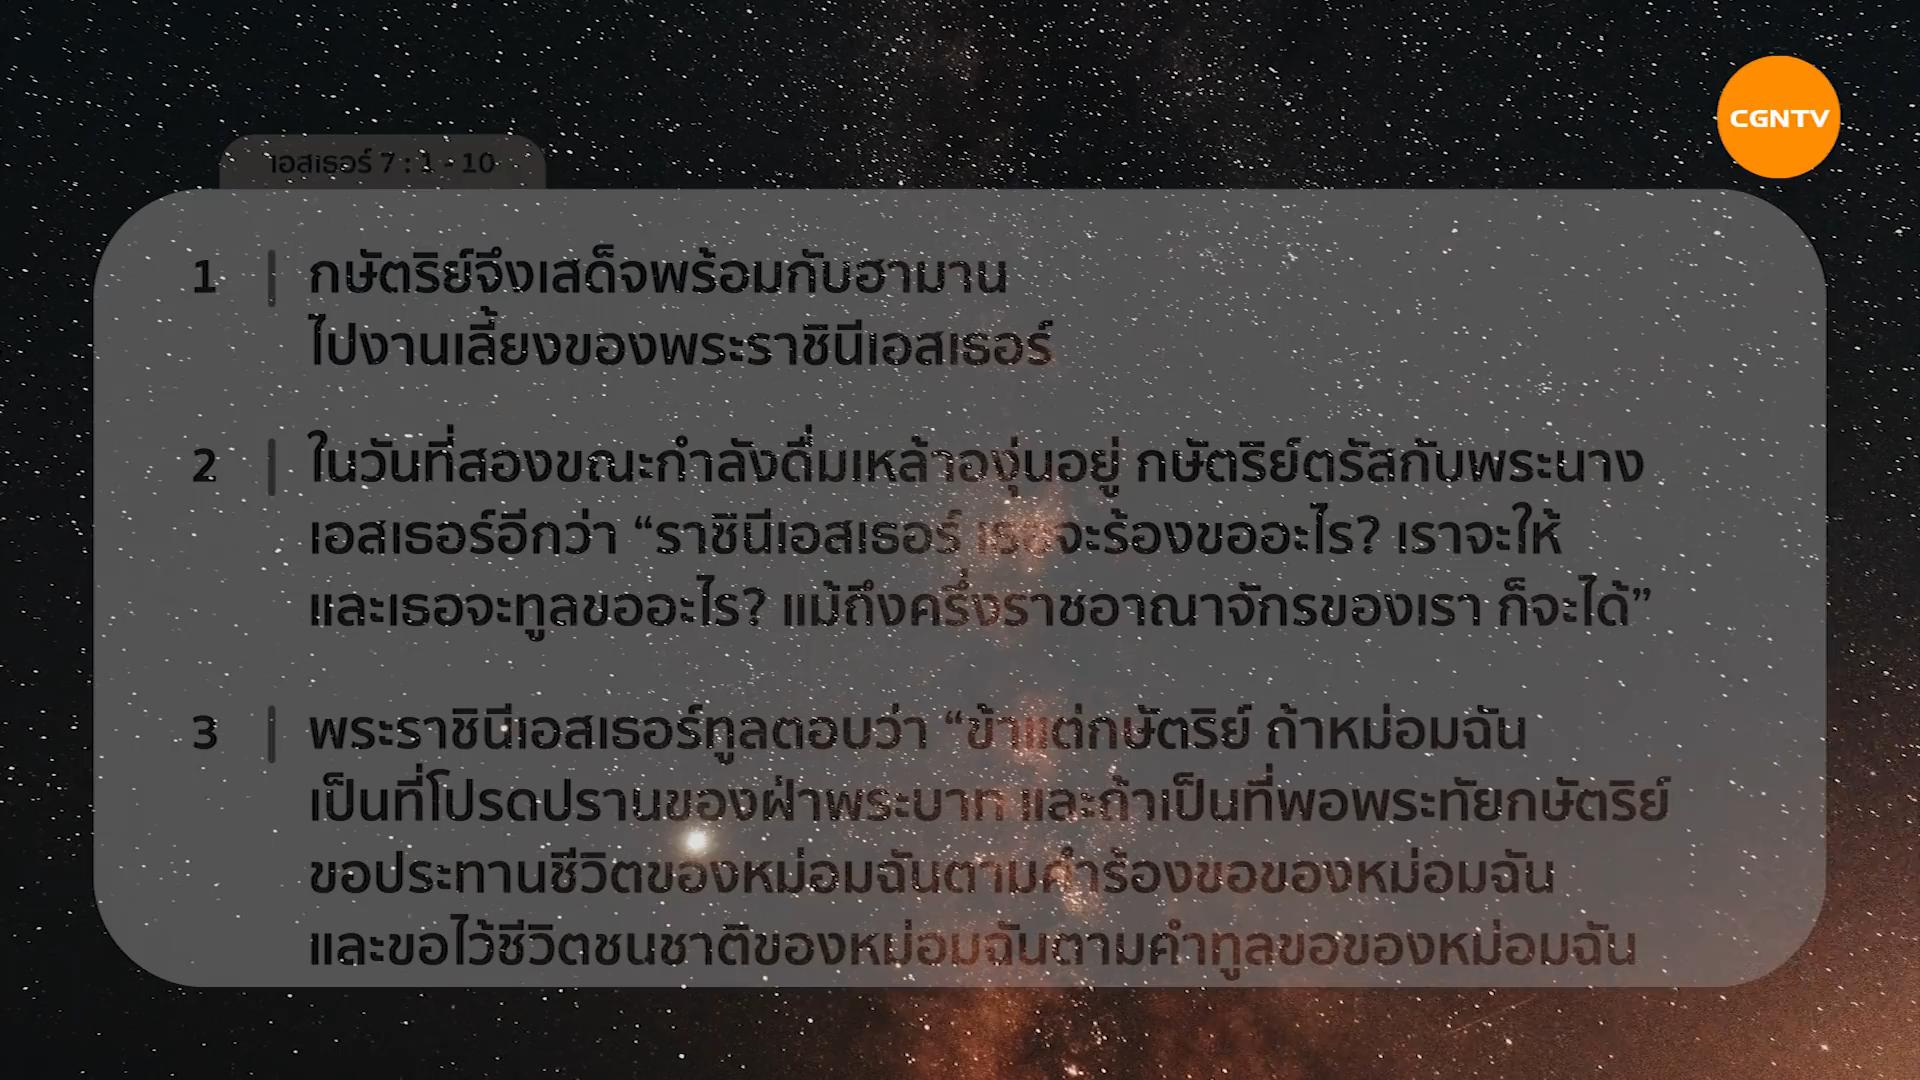 CGNTV
เอสเธอร์ 7 : 1 - 10
1 กษัตริย์จึงเสด็จพร้อมกับฮามาน
ไปงานเลี้ยงของพระราชินีเอสเธอร์
2 ในวันที่สองขณะกำลังดื่มเหล้าองุ่นอยู่ กษัตริย์ตรัสกับพระนาง
เอสเธอร์อีกว่า “ราชินีเอสเธอร์ เธอจะร้องขออะไร? เราจะให้
และเธอจะทูลขออะไร? แม้ถึงครึ่งราชอาณาจักรของเรา ก็จะได้”
3 พระราชินีเอสเธอร์ทูลตอบว่า “ข้าแต่กษัตริย์ ถ้าหม่อมฉัน
เป็นที่โปรดปรานของฝ่าพระบาท และถ้าเป็นที่พอพระทัยกษัตริย์
ขอประทานชีวิตของหม่อมฉันตามคำร้องขอของหม่อมฉัน
และขอไว้ชีวิตชนชาติของหม่อมฉันตามคำทูลขอของหม่อมฉัน